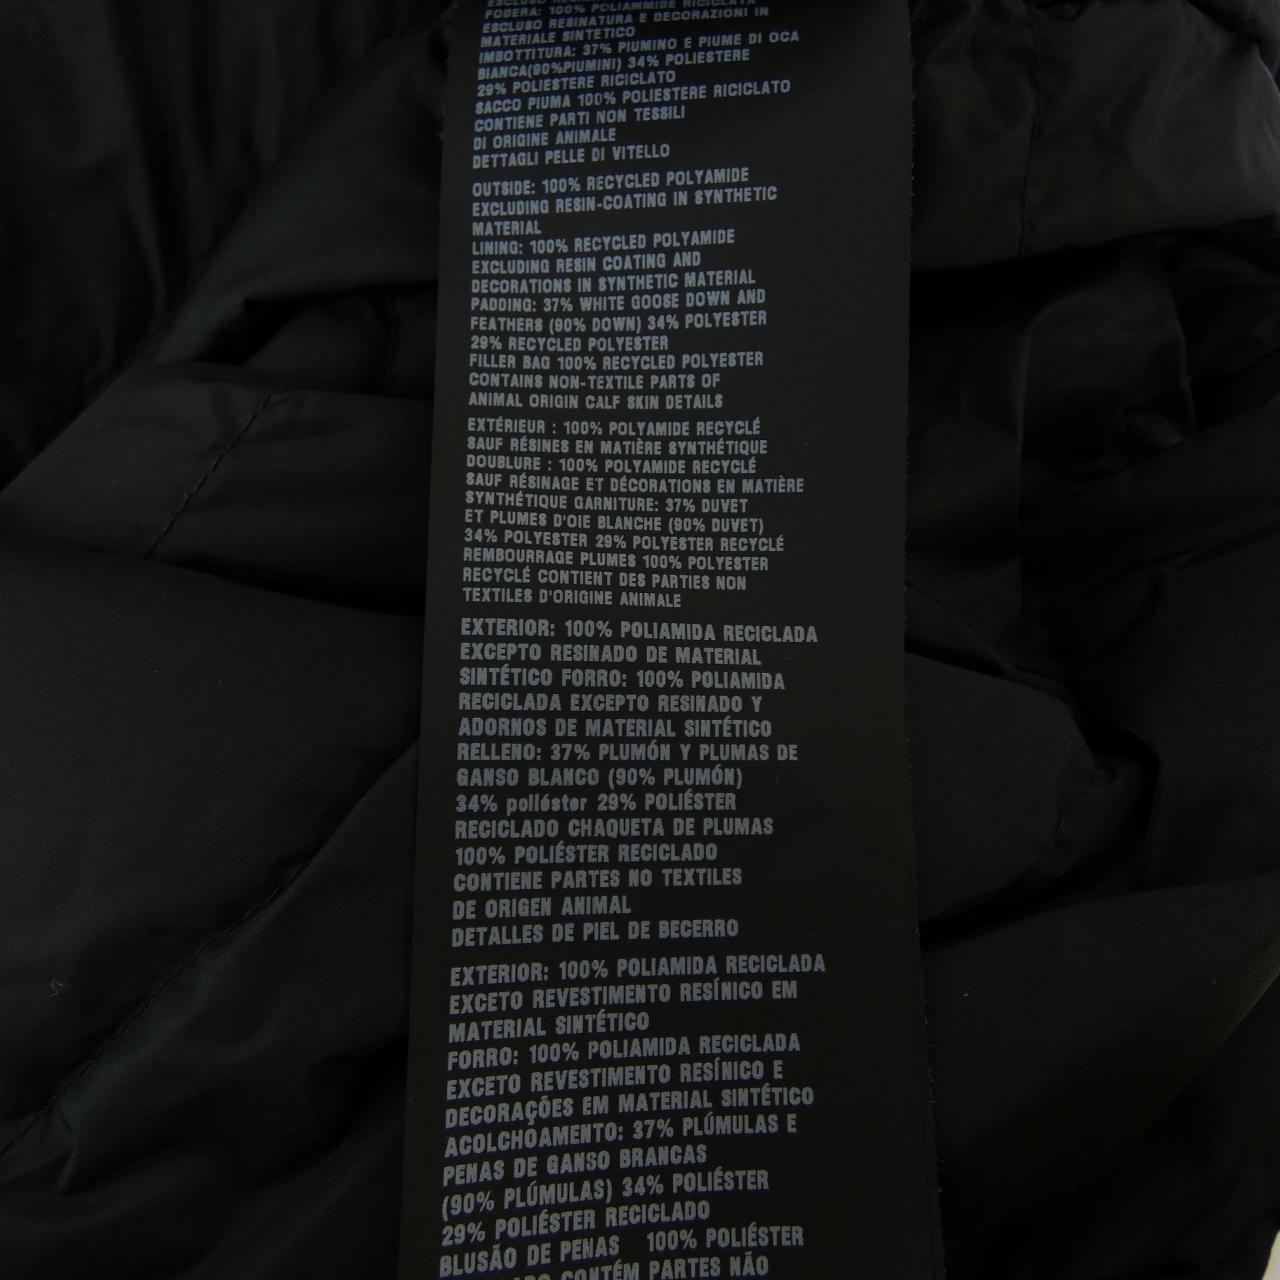 FODERA: 100% POLIAMMIDE RICICLATA
ESCLUSO RESINATURA E DECORAZIONI IN
MATERIALE SINTETICO
IMBOTTITURA: 37% PIUMINO E PIUME DI OCA
BIANCA(90%PIUMINI) 34% POLIESTERE
29% POLIESTERE RICICLATO
SACCO PIUMA 100% POLIESTERE RICICLATO
CONTIENE PARTI NON TESSILI
DI ORIGINE ANIMALE
DETTAGLI PELLE DI VITELLO
OUTSIDE: 100% RECYCLED POLYAMIDE
EXCLUDING RESIN-COATING IN SYNTHETIC
MATERIAL
LINING: 100% RECYCLED POLYAMIDE
EXCLUDING RESIN COATING AND
DECORATIONS IN SYNTHETIC MATERIAL
PADDING: 37% WHITE GOOSE DOWN AND
FEATHERS (90% DOWN) 34% POLYESTER
29% RECYCLED POLYESTER
FILLER BAG 100% RECYCLED POLYESTER
CONTAINS NON-TEXTILE PARTS OF
ANIMAL ORIGIN CALF SKIN DETAILS
EXTÉRIEUR : 100% POLYAMIDE RECYCLÉ
SAUF RÉSINES EN MATIÈRE SYNTHÉTIQUE
DOUBLURE : 100% POLYAMIDE RECYCLÉ
SAUF RÉSINAGE ET DÉCORATIONS EN MATIÈRE
SYNTHÉTIQUE GARNITURE: 37% DUVET
ET PLUMES D'OIE BLANCHE (90% DUVET)
34% POLYESTER 29% POLYESTER RECYCLÉ
REMBOURRAGE PLUMES 100% POLYESTER
RECYCLÉ CONTIENT DES PARTIES NON
TEXTILES D'ORIGINE ANIMALE
EXTERIOR: 100% POLIAMIDA RECICLADA
EXCEPTO RESINADO DE MATERIAL
SINTÉTICO FORRO: 100% POLIAMIDA
RECICLADA EXCEPTO RESINADO Y
ADORNOS DE MATERIAL SINTÉTICO
RELLENO: 37% PLUMÓN Y PLUMAS DE
GANSO BLANCO (90% PLUMÓN)
34% poliéster 29% POLIÉSTER
RECICLADO CHAQUETA DE PLUMAS
100% POLIÉSTER RECICLADO
CONTIENE PARTES NO TEXTILES
DE ORIGEN ANIMAL
DETALLES DE PIEL DE BECERRO
EXTERIOR: 100% POLIAMIDA RECICLADA
EXCETO REVESTIMENTO RESÍNICO EM
MATERIAL SINTÉTICO
FORRO: 100% POLIAMIDA RECICLADA
EXCETO REVESTIMENTO RESÍNICO E
DECORAÇÕES EM MATERIAL SINTÉTICO
ACOLCHOAMENTO: 37% PLÚMULAS E
PENAS DE GANSO BRANCAS
(90% PLÚMULAS) 34% POLIÉSTER
29% POLIÉSTER RECICLADO
BLUSÃO DE PENAS 100% POLIÉSTER
CONTÉM PARTES NÃO